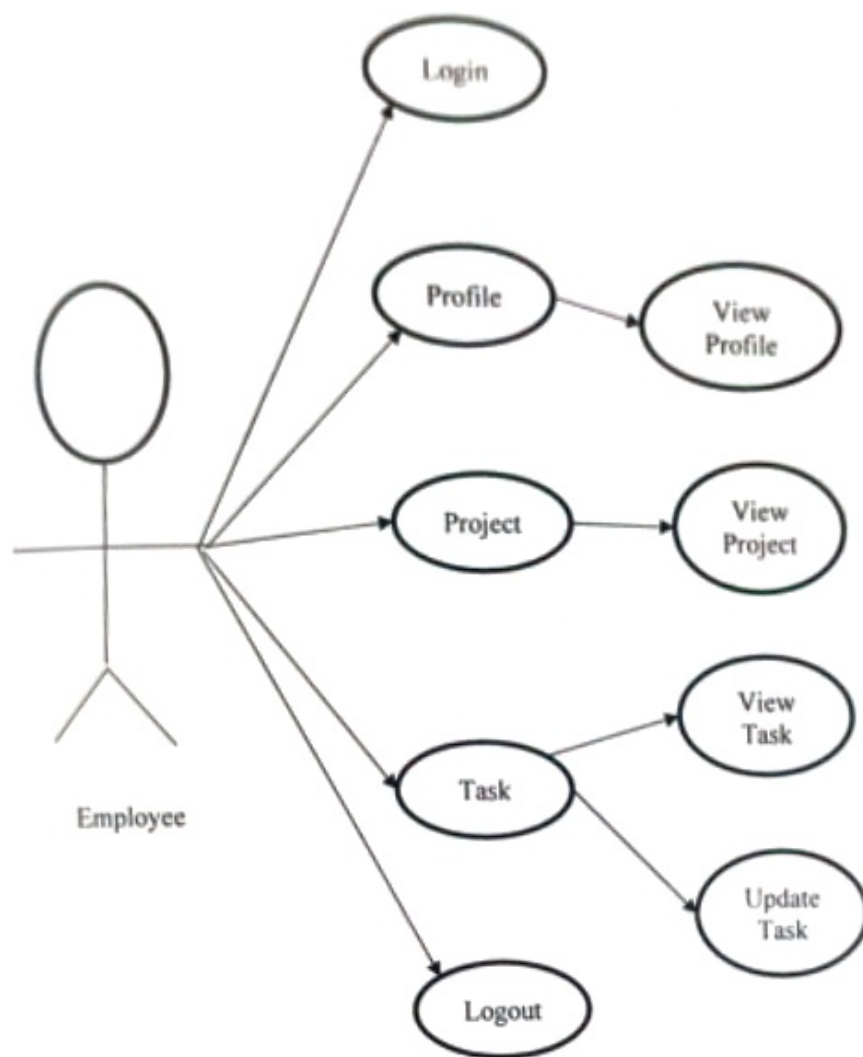 Login
Profile
View
Profile
Project
View
Project
Task
View
Task
Update
Task
Logout
Employee